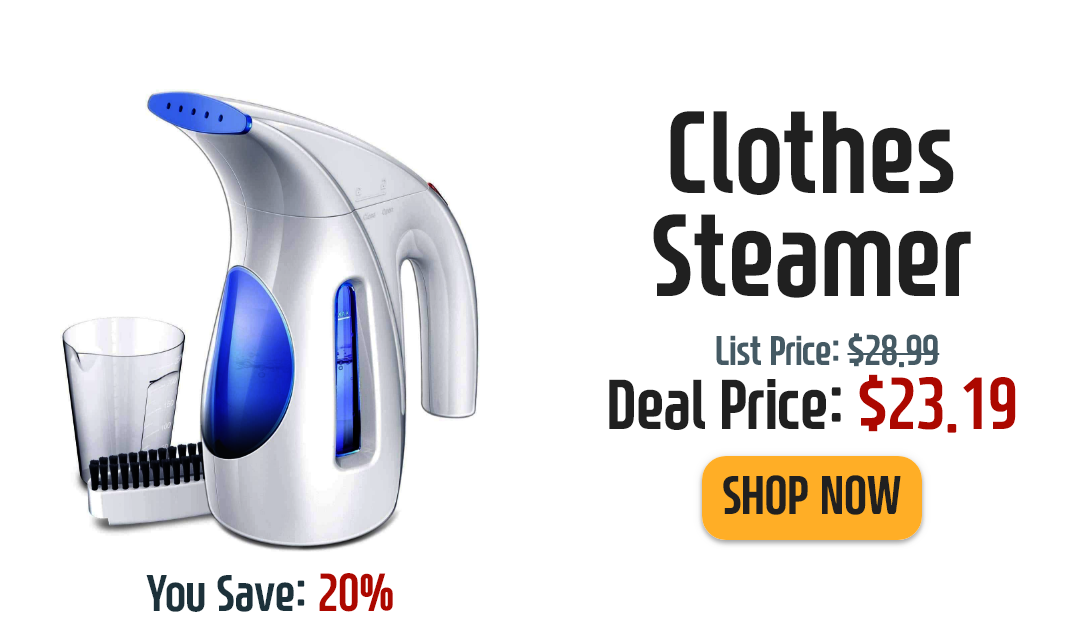 Clothes
Steamer
List Price: $28.99
Deal Price: $23.19
SHOP NOW
You Save: 20%